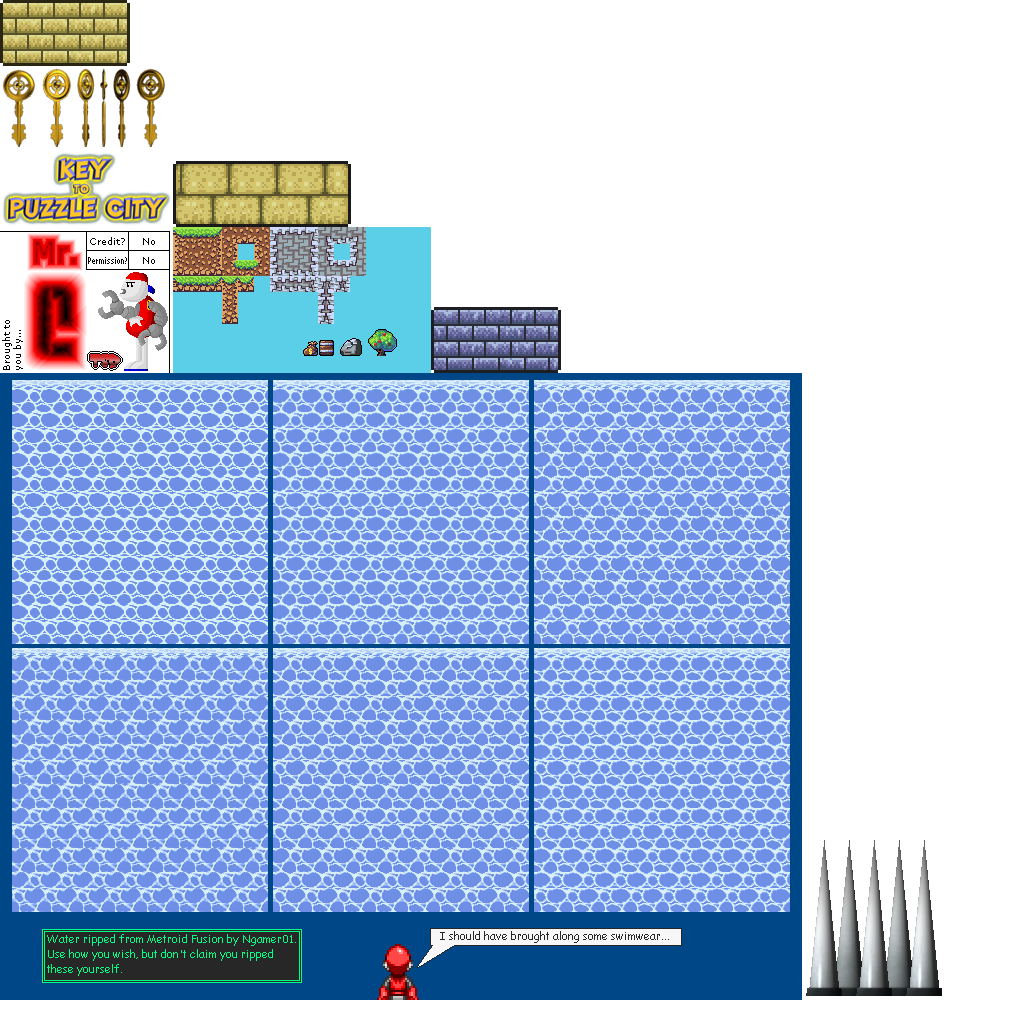 KEY
TO
PUZZLE CITY
Mr.
C
Credit? No
Permission? No
Brought to
you by...
Water ripped from Metroid Fusion by Ngamer01.
Use how you wish, but don't claim you ripped
these yourself.
I should have brought along some swimwear...